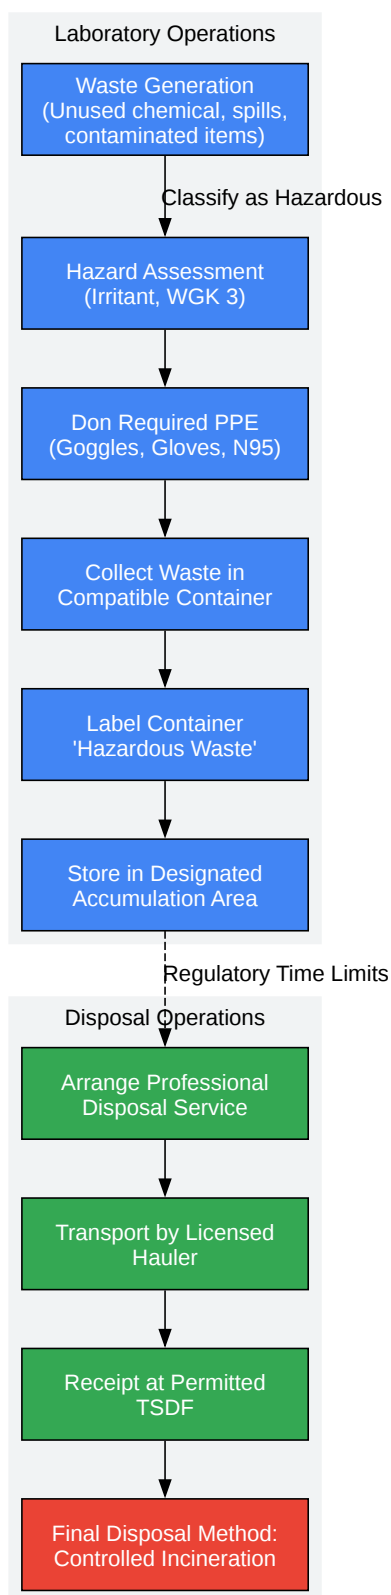 Laboratory Operations
Waste Generation
(Unused chemical, spills,
contaminated items)
Classify as Hazardous
Hazard Assessment
(Irritant, WGK 3)
Don Required PPE
(Goggles, Gloves, N95)
Collect Waste in
Compatible Container
Label Container
'Hazardous Waste'
Store in Designated
Accumulation Area
Regulatory Time Limits
Disposal Operations
Arrange Professional
Disposal Service
Transport by Licensed
Hauler
Receipt at Permitted
TSDF
Final Disposal Method:
Controlled Incineration